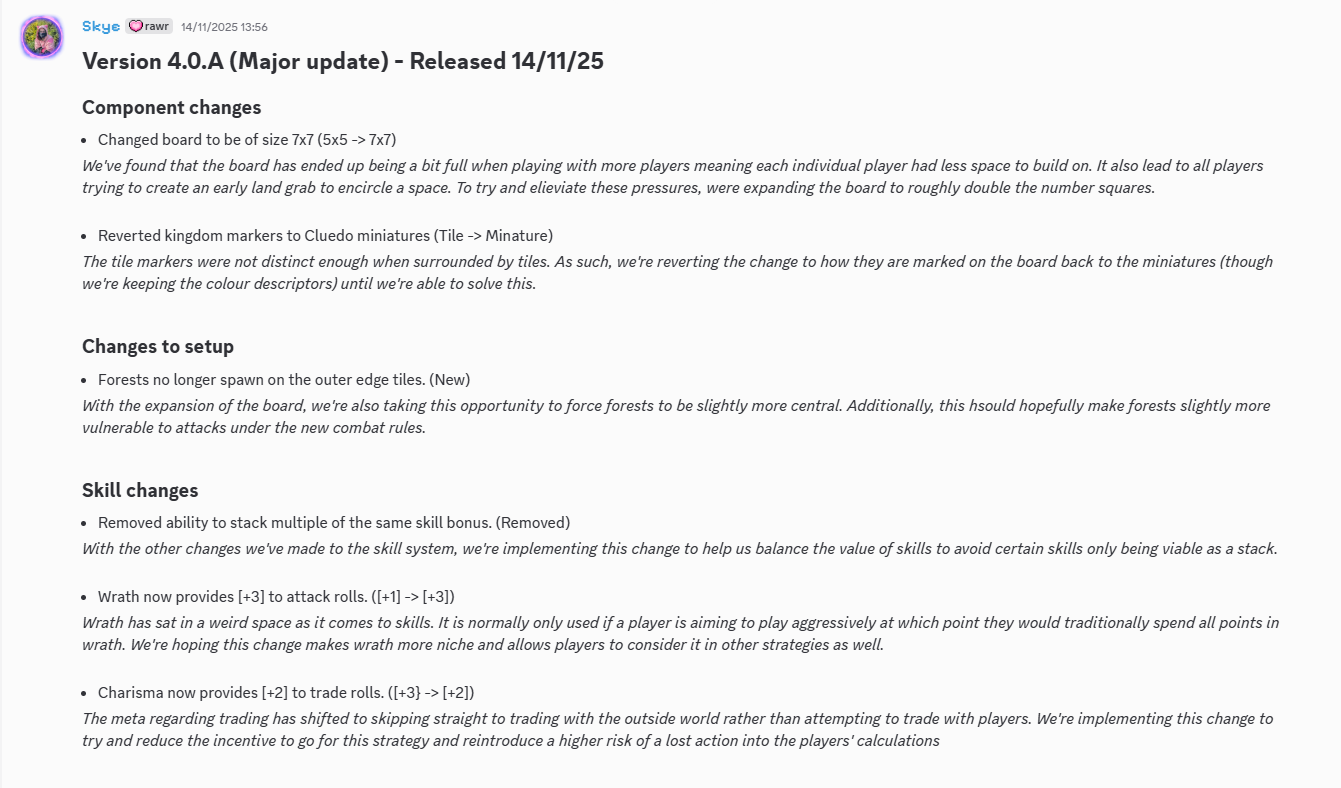 Skye rawr 14/11/2025 13:56
Version 4.0.A (Major update) - Released 14/11/25
Component changes
• Changed board to be of size 7x7 (5x5 -> 7x7)
We've found that the board has ended up being a bit full when playing with more players meaning each individual player had less space to build on. It also lead to all players
trying to create an early land grab to encircle a space. To try and elieviate these pressures, were expanding the board to roughly double the number squares.
• Reverted kingdom markers to Cluedo miniatures (Tile -> Minature)
The tile markers were not distinct enough when surrounded by tiles. As such, we're reverting the change to how they are marked on the board back to the miniatures (though
we're keeping the colour descriptors) until we're able to solve this.
Changes to setup
• Forests no longer spawn on the outer edge tiles. (New)
With the expansion of the board, we're also taking this opportunity to force forests to be slightly more central. Additionally, this hsould hopefully make forests slightly more
vulnerable to attacks under the new combat rules.
Skill changes
• Removed ability to stack multiple of the same skill bonus. (Removed)
With the other changes we've made to the skill system, we're implementing this change to help us balance the value of skills to avoid certain skills only being viable as a stack.
• Wrath now provides [+3] to attack rolls. ([+1] -> [+3])
Wrath has sat in a weird space as it comes to skills. It is normally only used if a player is aiming to play aggressively at which point they would traditionally spend all points in
wrath. We're hoping this change makes wrath more niche and allows players to consider it in other strategies as well.
• Charisma now provides [+2] to trade rolls. ([+3} -> [+2])
The meta regarding trading has shifted to skipping straight to trading with the outside world rather than attempting to trade with players. We're implementing this change to
try and reduce the incentive to go for this strategy and reintroduce a higher risk of a lost action into the players' calculations